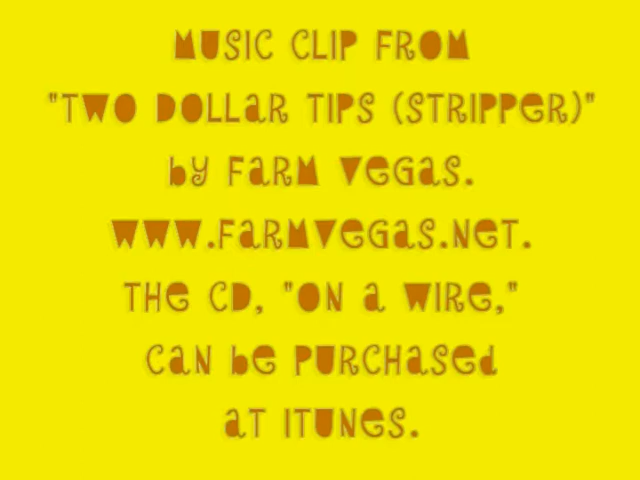 MUSIC CLIP FROM
"TWO DOLLAR TIPS (STRIPPER)"
BY FARM VEGAS.
WWW.FARMVEGAS.NET.
THE CD, "ON A WIRE,"
CAN BE PURCHASED
AT ITUNES.